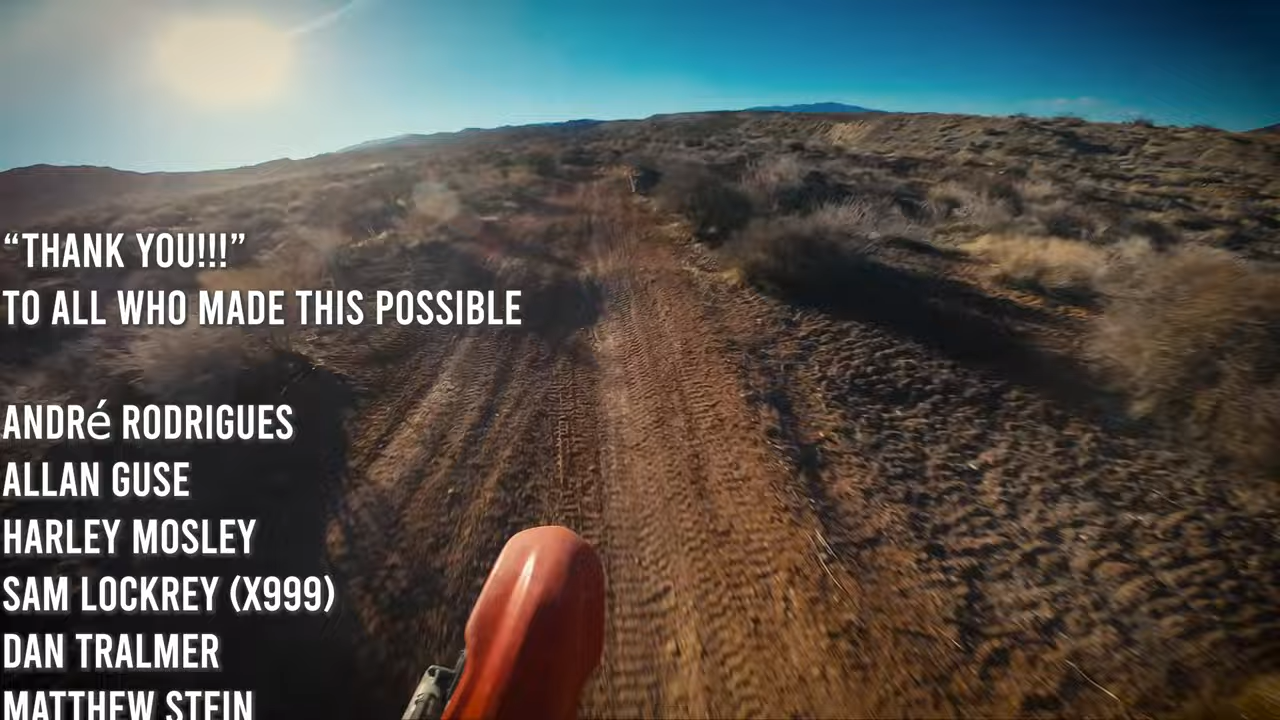 “THANK YOU!!!”
TO ALL WHO MADE THIS POSSIBLE
ANDRé RODRIGUES
ALLAN GUSE
HARLEY MOSLEY
SAM LOCKREY (X999)
DAN TRALMER
MATTHEW STEIN